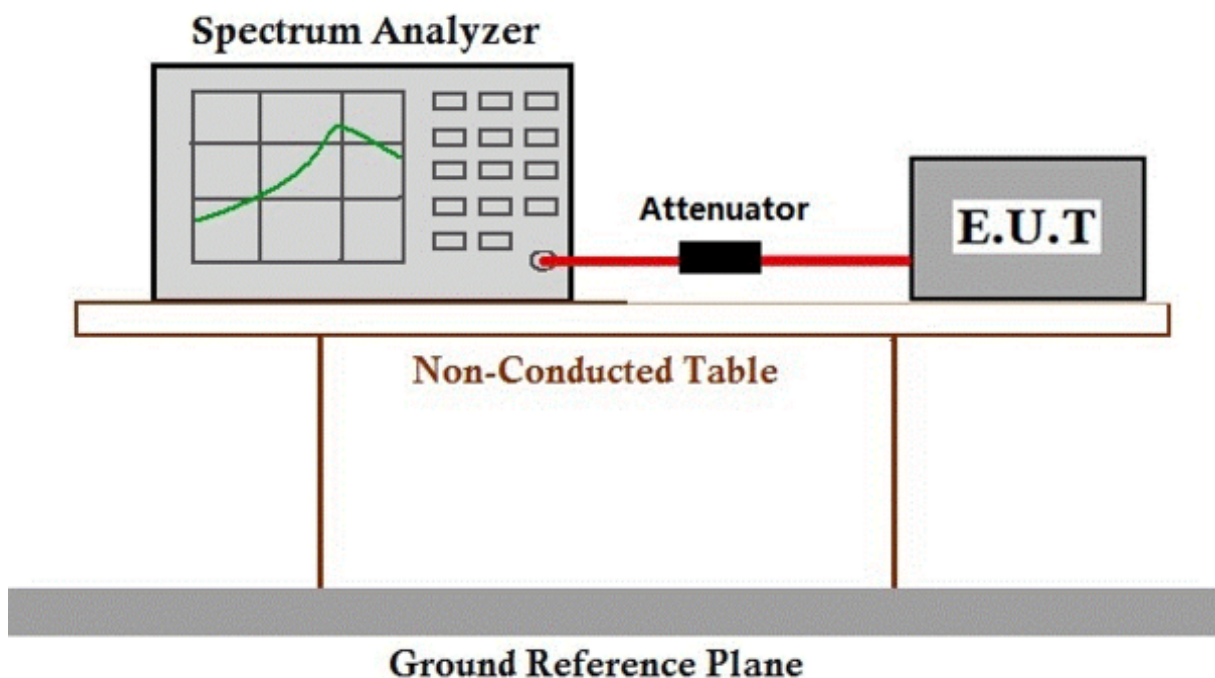 Spectrum Analyzer
Attenuator
E.U.T
Non-Conducted Table
Ground Reference Plane